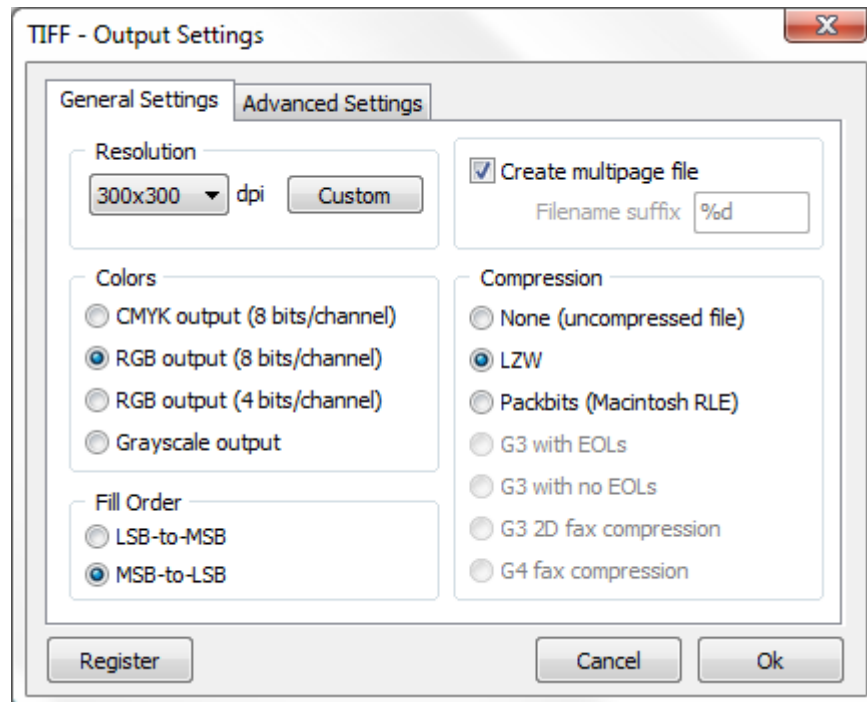 TIFF - Output Settings
General Settings
Advanced Settings
Resolution
300x300
dpi
Custom
Create multipage file
Filename suffix
%d
Colors
CMYK output (8 bits/channel)
RGB output (8 bits/channel)
RGB output (4 bits/channel)
Grayscale output
Compression
None (uncompressed file)
LZW
Packbits (Macintosh RLE)
G3 with EOLs
G3 with no EOLs
G3 2D fax compression
G4 fax compression
Fill Order
LSB-to-MSB
MSB-to-LSB
Register
Cancel
Ok